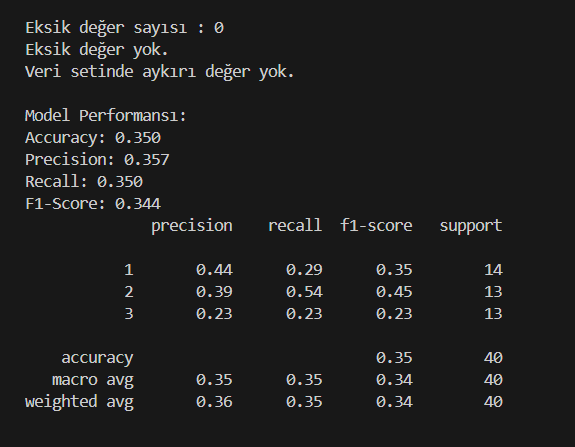 Eksik değer sayısı : 0
Eksik değer yok.
Veri setinde aykırı değer yok.
Model Performansı:
Accuracy: 0.350
Precision: 0.357
Recall: 0.350
F1-Score: 0.344
precision recall f1-score support
1 0.44 0.29 0.35 14
2 0.39 0.54 0.45 13
3 0.23 0.23 0.23 13
accuracy 0.35 40
macro avg 0.35 0.35 0.34 40
weighted avg 0.36 0.35 0.34 40